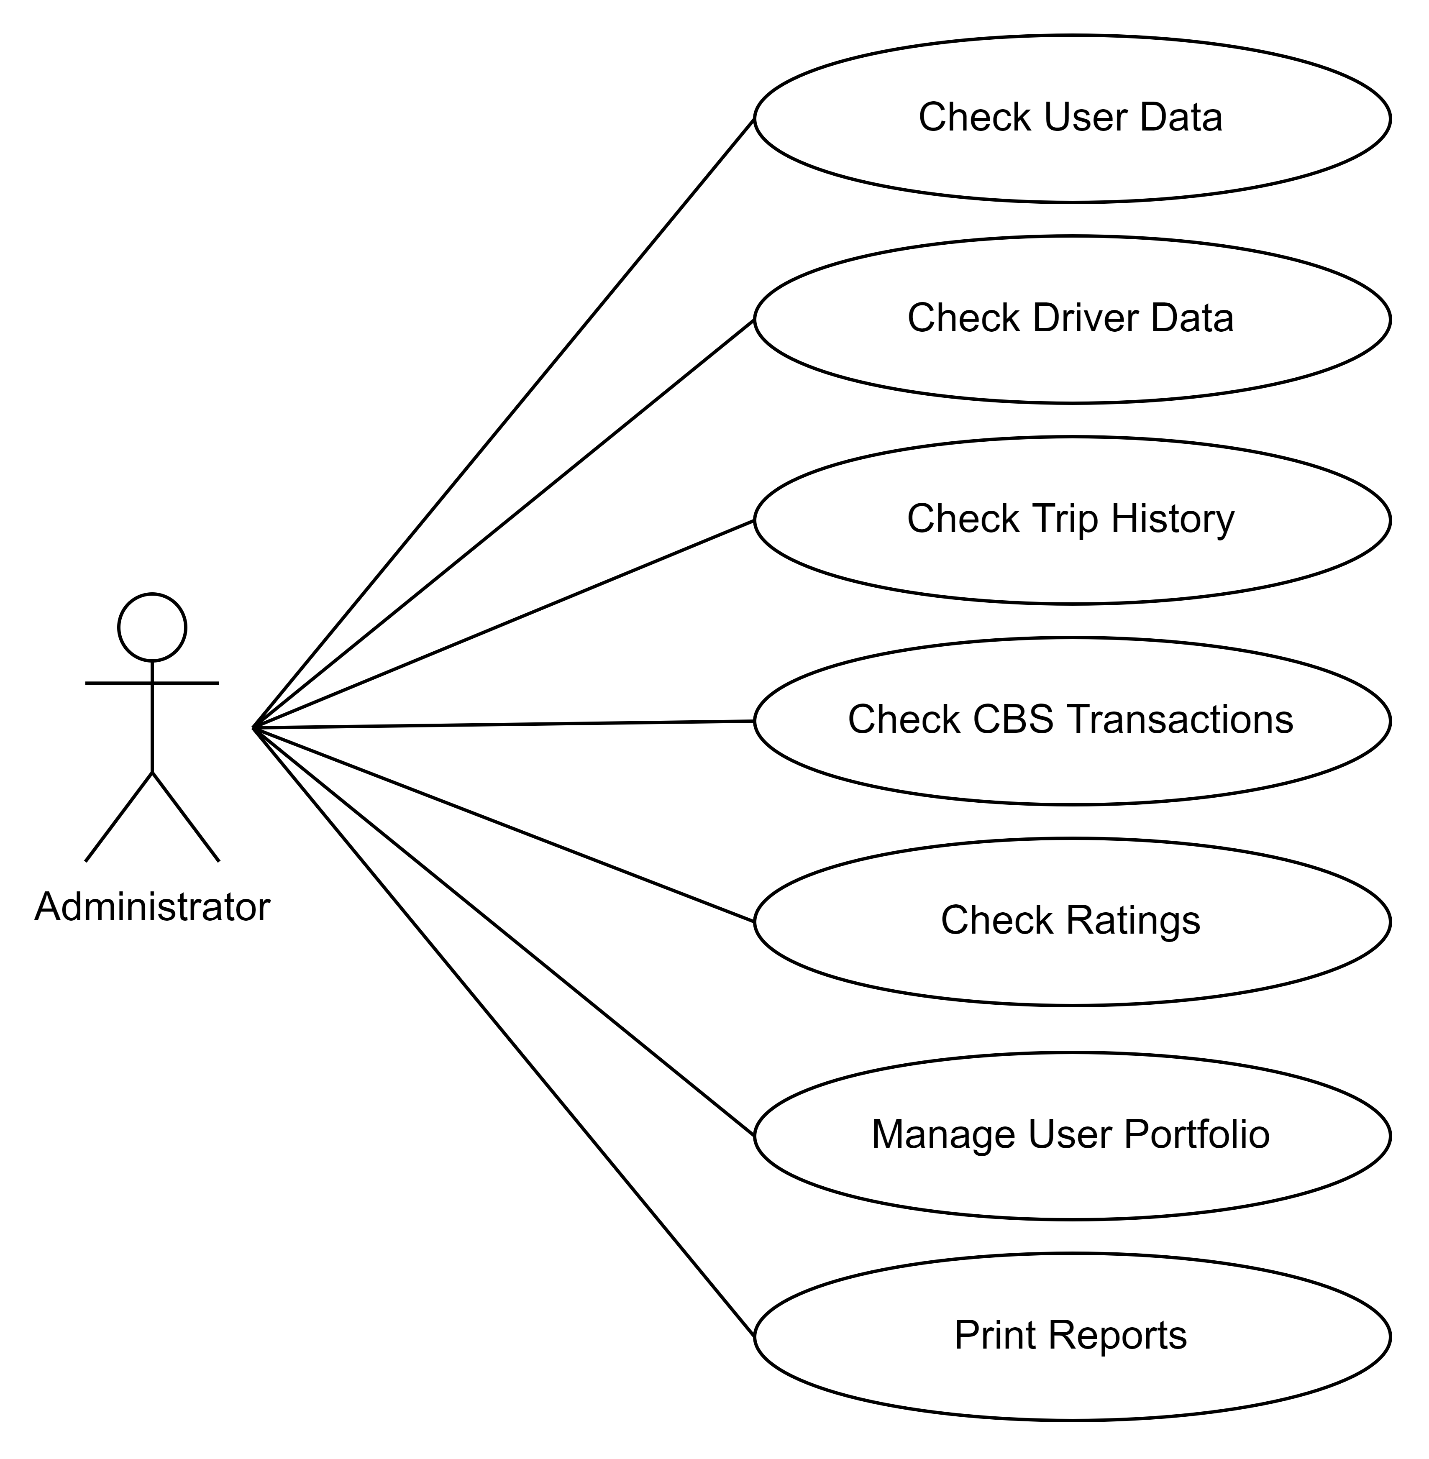 Check User Data
Check Driver Data
Check Trip History
Check CBS Transactions
Administrator
Check Ratings
Manage User Portfolio
Print Reports